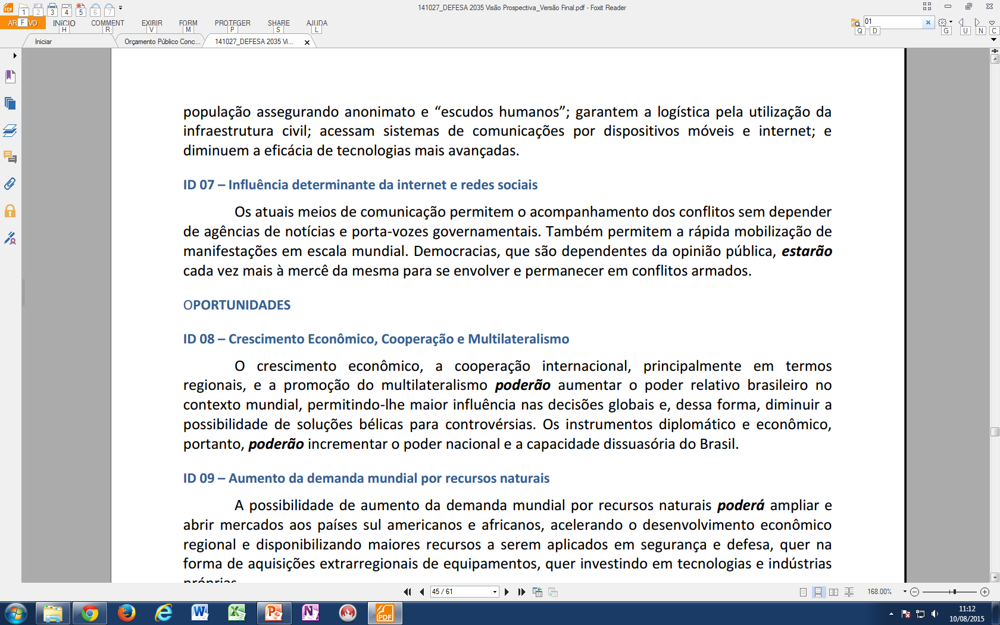 1 2 3 4 5 6 7
141027_DEFESA 2035 Visão Prospectiva_Versão Final.pdf - Foxit Reader
F INÍCIO COMMENT EXIBIR FORM PROTEGER SHARE AJUDA 01
H R V M P S L Q D G U N C
Iniciar Orçamento Público Conc... 141027_DEFESA 2035 Vi...
população assegurando anonimato e “escudos humanos”; garantem a logística pela utilização da
infraestrutura civil; acessam sistemas de comunicações por dispositivos móveis e internet; e
diminuem a eficácia de tecnologias mais avançadas.
ID 07 – Influência determinante da internet e redes sociais
Os atuais meios de comunicação permitem o acompanhamento dos conflitos sem depender
de agências de notícias e porta-vozes governamentais. Também permitem a rápida mobilização de
manifestações em escala mundial. Democracias, que são dependentes da opinião pública, estarão
cada vez mais à mercê da mesma para se envolver e permanecer em conflitos armados.
OPORTUNIDADES
ID 08 – Crescimento Econômico, Cooperação e Multilateralismo
O crescimento econômico, a cooperação internacional, principalmente em termos
regionais, e a promoção do multilateralismo poderão aumentar o poder relativo brasileiro no
contexto mundial, permitindo-lhe maior influência nas decisões globais e, dessa forma, diminuir a
possibilidade de soluções bélicas para controvérsias. Os instrumentos diplomático e econômico,
portanto, poderão incrementar o poder nacional e a capacidade dissuasória do Brasil.
ID 09 – Aumento da demanda mundial por recursos naturais
A possibilidade de aumento da demanda mundial por recursos naturais poderá ampliar e
abrir mercados aos países sul americanos e africanos, acelerando o desenvolvimento econômico
regional e disponibilizando maiores recursos a serem aplicados em segurança e defesa, quer na
forma de aquisições extrarregionais de equipamentos, quer investindo em tecnologias e indústrias
próprias.
45 / 61 168.00%
PDF
11:12
10/08/2015